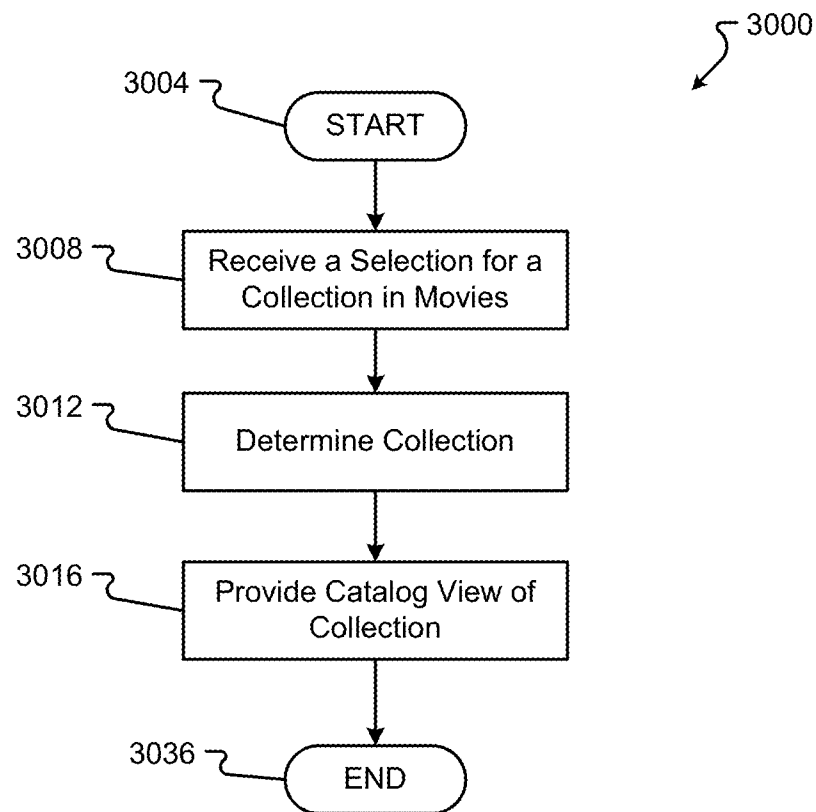 3000
3004
START
3008
Receive a Selection for a
Collection in Movies
3012
Determine Collection
3016
Provide Catalog View of
Collection
3036
END